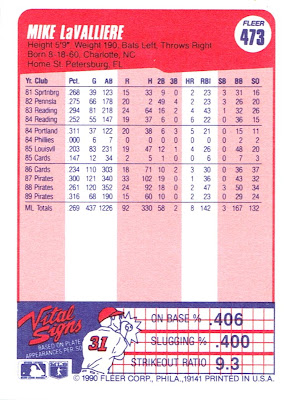 MIKE LaVALLIERE
FLEER
473
Height 5'9" Weight 190, Bats Left, Throws Right
Born 8-18-60, Charlotte, NC
Home St. Petersburg, FL
Yr. Club Pct. G AB R H 2B 3B HR RBI SB BB SO
81 Sprtnbrg 268 39 123 15 33 9 0 2 23 3 31 16
82 Pennsla 275 66 178 20 2 49 4 2 23 3 26 20
83 Reading 294 81 218 24 64 16 2 4 43 1 32 26
84 Reading 252 55 147 19 37 6 0 6 22 0 37 15
84 Portland 311 37 122 20 38 6 3 5 21 0 15 11
84 Phillies 000 6 7 0 0 0 0 0 0 0 2 2
85 Louisvll 203 83 231 19 47 12 1 4 26 0 48 20
85 Cards 147 12 34 2 5 1 0 0 6 0 7 3
86 Cards 234 110 303 18 71 10 2 3 30 0 36 37
87 Pirates 300 121 340 33 102 19 0 1 36 0 43 32
88 Pirates 261 120 352 24 92 18 0 2 47 3 50 34
89 Pirates 316 68 190 15 60 10 0 2 23 0 29 24
ML Totals 269 437 1226 92 330 58 2 8 142 3 167 132
Vital Signs
BASED ON PLATE
APPEARANCES PER SO
31
ON BASE % .406
SLUGGING % .400
STRIKEOUT RATIO 9.3
© 1990 FLEER CORP., PHILA., 19141 PRINTED IN U.S.A.